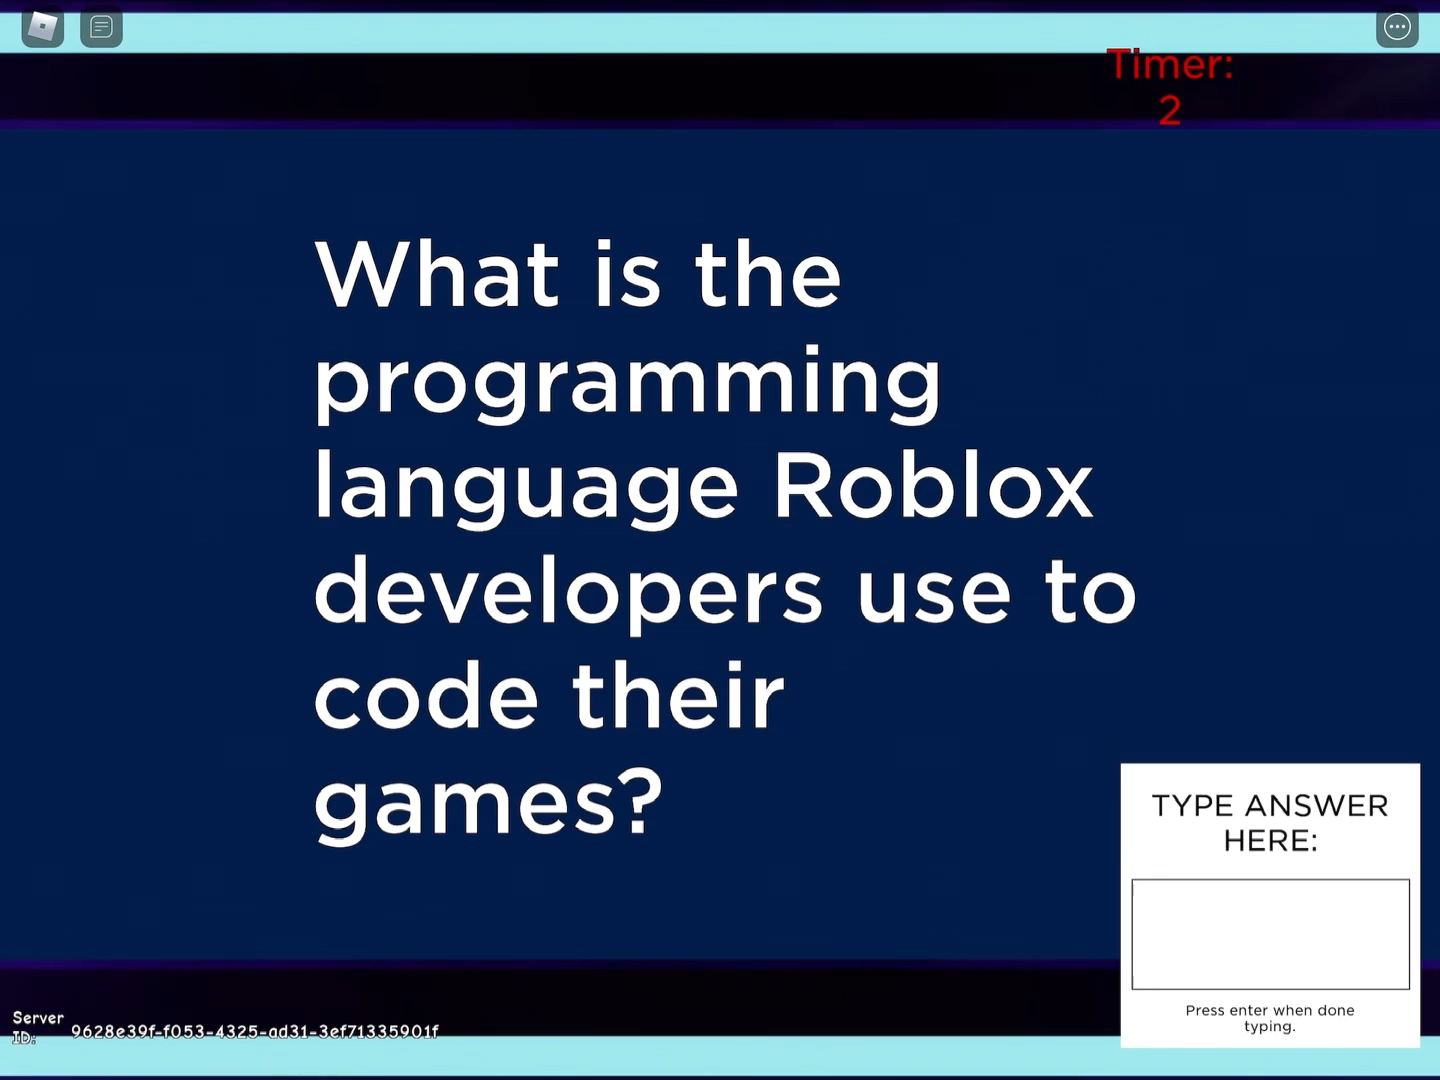 Timer:
2
What is the
programming
language Roblox
developers use to
code their
games?
TYPE ANSWER
HERE:
Press enter when done
typing.
Server
ID: 9628e39f-f053-4325-ad31-3ef71335901f